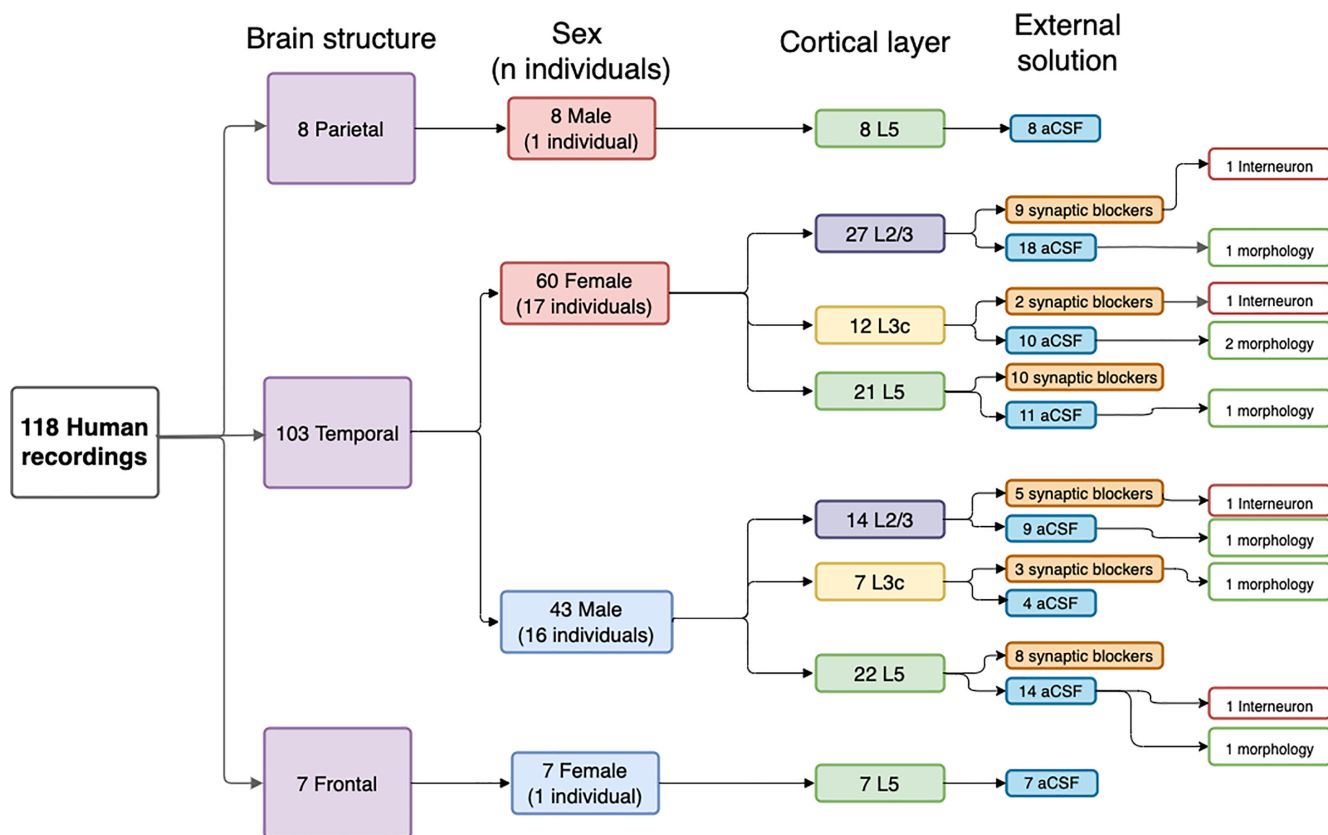 Brain structure
Sex
(n individuals)
Cortical layer
External
solution
8 Parietal
8 Male
(1 individual)
8 L5
8 aCSF
1 Interneuron
9 synaptic blockers
27 L2/3
18 aCSF
1 morphology
60 Female
(17 individuals)
2 synaptic blockers
1 Interneuron
12 L3c
10 aCSF
2 morphology
10 synaptic blockers
21 L5
11 aCSF
1 morphology
118 Human
recordings
103 Temporal
5 synaptic blockers
1 Interneuron
14 L2/3
9 aCSF
1 morphology
3 synaptic blockers
1 morphology
7 L3c
4 aCSF
43 Male
(16 individuals)
8 synaptic blockers
22 L5
14 aCSF
1 Interneuron
1 morphology
7 Frontal
7 Female
(1 individual)
7 L5
7 aCSF